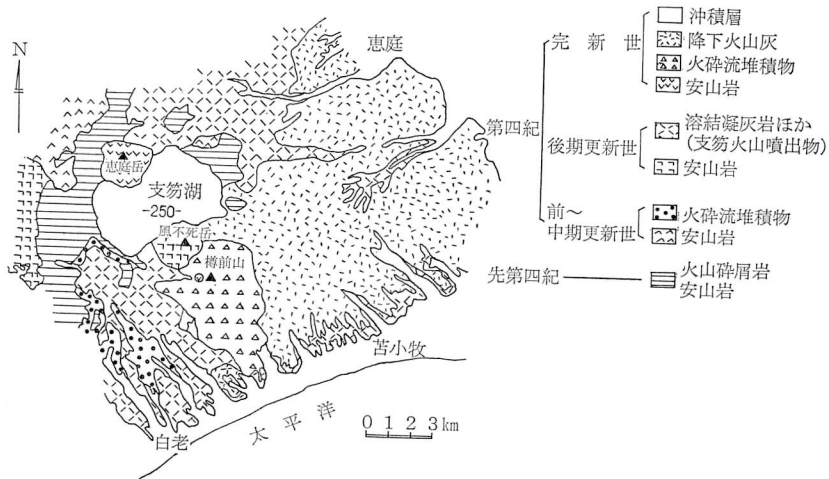 N
恵庭
恵庭岳
支笏湖
-250-
風不死岳
樽前山
苫小牧
白老
太平洋
0 1 2 3km
第四紀
完新世
沖積層
降下火山灰
火砕流堆積物
安山岩
後期更新世
溶結凝灰岩ほか
(支笏火山噴出物)
安山岩
前〜
中期更新世
火砕流堆積物
安山岩
先第四紀
火山砕屑岩
安山岩